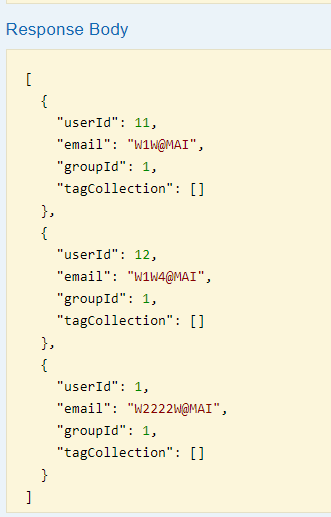 Response Body
[
  {
    "userId": 11,
    "email": "W1W@MAI",
    "groupId": 1,
    "tagCollection": []
  },
  {
    "userId": 12,
    "email": "W1W4@MAI",
    "groupId": 1,
    "tagCollection": []
  },
  {
    "userId": 1,
    "email": "W2222W@MAI",
    "groupId": 1,
    "tagCollection": []
  }
]